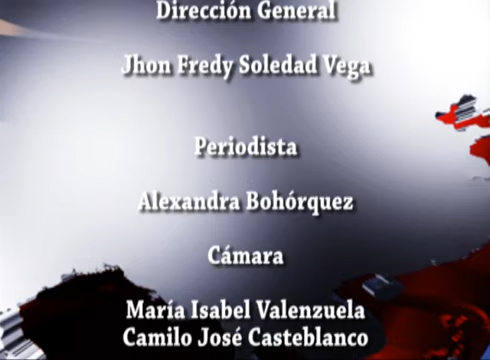 Dirección General
Jhon Fredy Soledad Vega
Periodista
Alexandra Bohórquez
Cámara
María Isabel Valenzuela
Camilo José Casteblanco